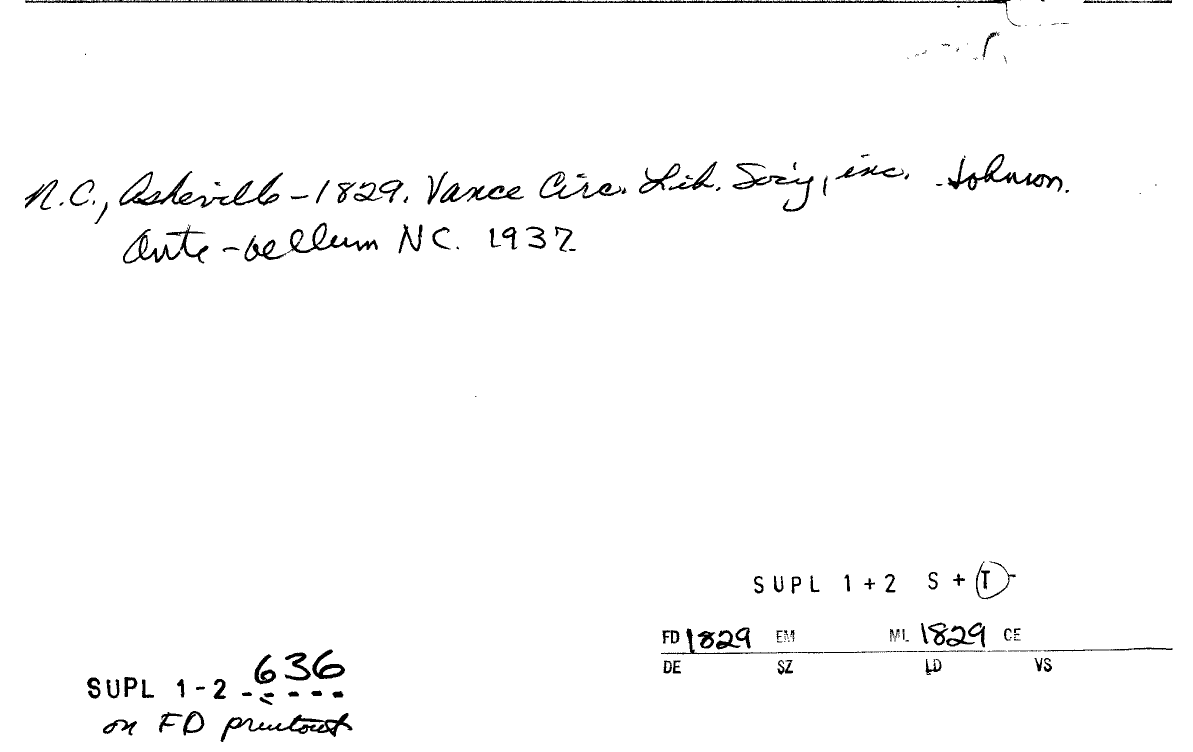 N.C., Asheville - 1829. Vance Circ. Lib. Soc'y, inc. Johnson.
Ante-bellum NC. 1937
SUPL 1+2 S + T
FD 1829 EM ML 1829 CE
DE SZ LD VS
SUPL 1-2 636
on FD printout